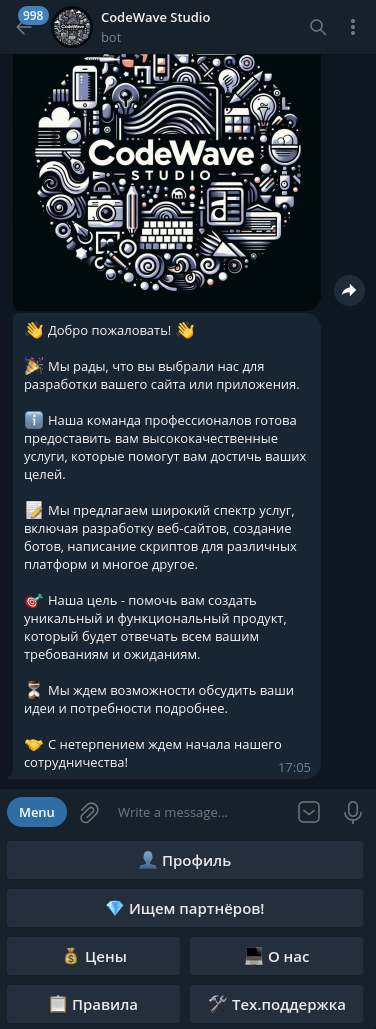 998
CodeWave Studio
bot
CodeWave
STUDIO
a
👋 Добро пожаловать! 👋
🎉 Мы рады, что вы выбрали нас для
разработки вашего сайта или приложения.
ℹ️ Наша команда профессионалов готова
предоставить вам высококачественные
услуги, которые помогут вам достичь ваших
целей.
📝 Мы предлагаем широкий спектр услуг,
включая разработку веб-сайтов, создание
ботов, написание скриптов для различных
платформ и многое другое.
🎯 Наша цель - помочь вам создать
уникальный и функциональный продукт,
который будет отвечать всем вашим
требованиям и ожиданиям.
⏳ Мы ждем возможности обсудить ваши
идеи и потребности подробнее.
🤝 С нетерпением ждем начала нашего
сотрудничества!
17:05
Menu
Write a message...
👤 Профиль
💎 Ищем партнёров!
💰 Цены
💻 О нас
📋 Правила
🛠 Тех.поддержка